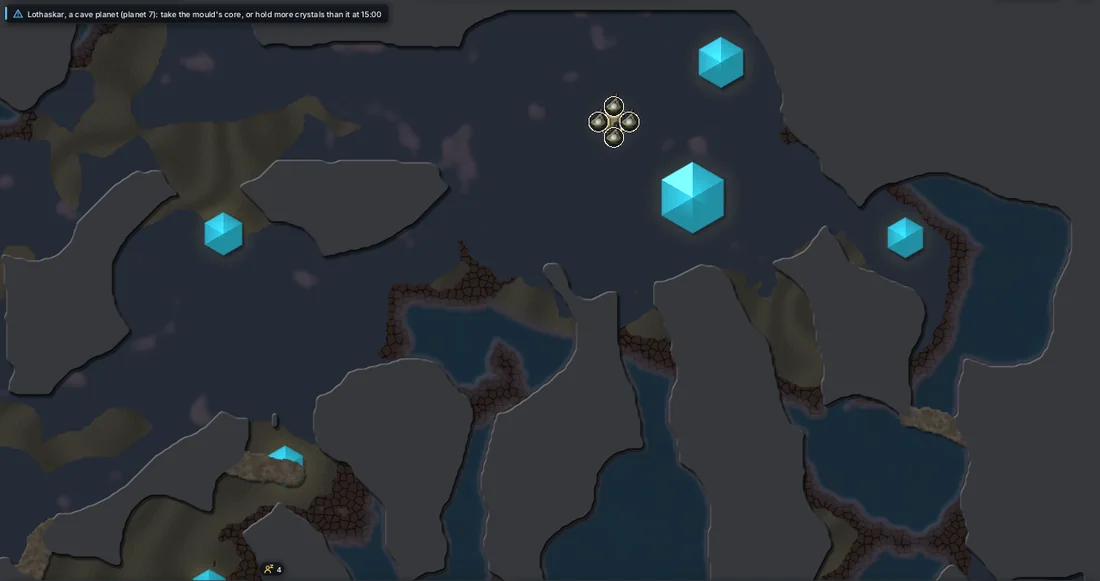 Lothaskar, a cave planet (planet 7): take the mould's core, or hold more crystals than it at 15:00
4